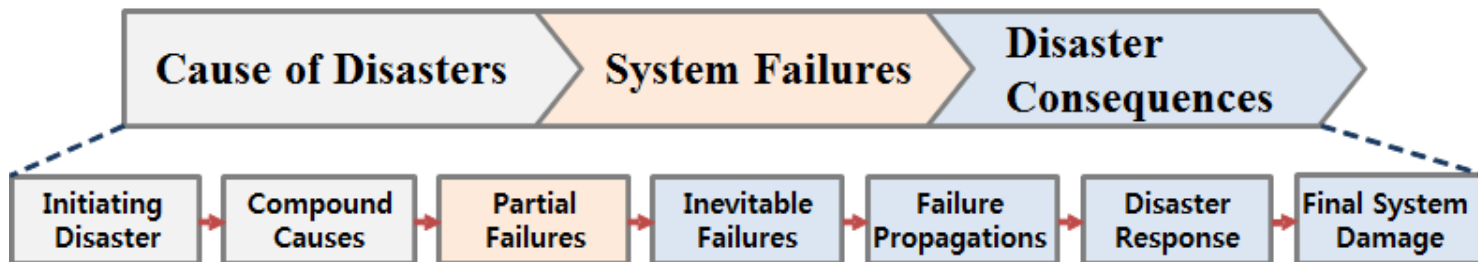 Cause of Disasters
System Failures
Disaster
Consequences
Initiating
Disaster
Compound
Causes
Partial
Failures
Inevitable
Failures
Failure
Propagations
Disaster
Response
Final System
Damage